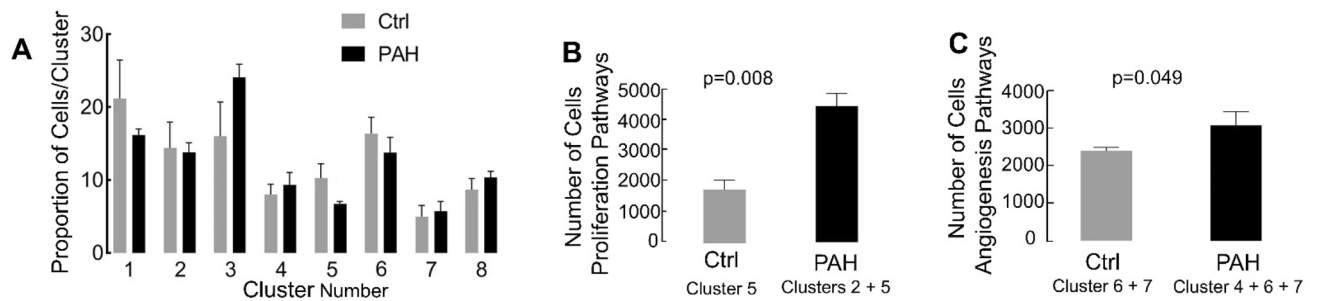 A
Proportion of Cells/Cluster
30
20
10
0
Ctrl
PAH
1 2 3 4 5 6 7 8
Cluster Number
B
Number of Cells
Proliferation Pathways
p=0.008
5000
4000
3000
2000
1000
0
Ctrl PAH
Cluster 5 Clusters 2 + 5
C
Number of Cells
Angiogenesis Pathways
p=0.049
4000
3000
2000
1000
0
Ctrl PAH
Cluster 6 + 7 Cluster 4 + 6 + 7